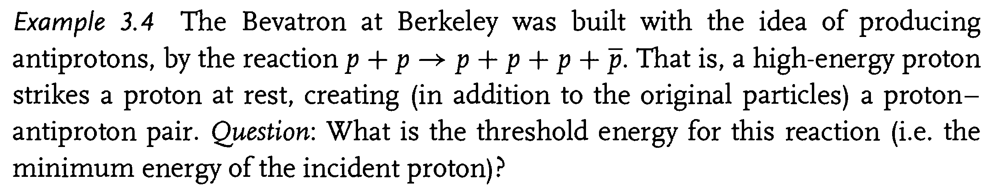 Example 3.4 The Bevatron at Berkeley was built with the idea of producing
antiprotons, by the reaction p + p → p + p + p + p̅. That is, a high-energy proton
strikes a proton at rest, creating (in addition to the original particles) a proton–
antiproton pair. Question: What is the threshold energy for this reaction (i.e. the
minimum energy of the incident proton)?